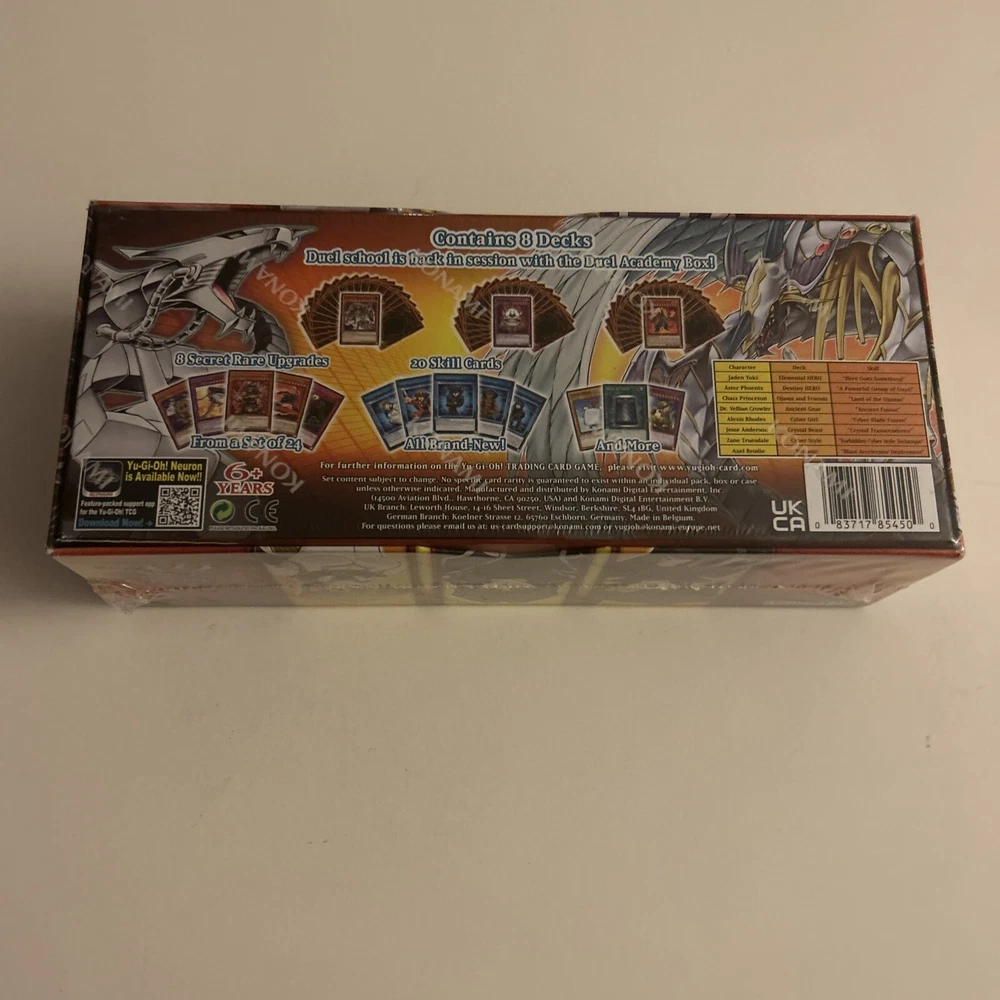 Contains 8 Decks
Duel school is back in session with the Duel Academy Box!
8 Secret Rare Upgrades
From a Set of 24
20 Skill Cards
All Brand-New!
And More
Character Deck Skill
Jaden Yuki Elemental HERO
Aster Phoenix Destiny HERO
Chazz Princeton Ojama and Friends "Land of the Ojamas"
Dr. Vellian Crowler Ancient Gear "Ancient Fusion"
Alexis Rhodes Cyber Girl "Cyber Blade Fusion"
Jesse Anderson Crystal Beast "Crystal Transcendence"
Zane Truesdale Cyber Style
Axel Brodie
Yu-Gi-Oh! Neuron
is Available Now!!
Feature-packed support app
for the Yu-Gi-Oh! TCG
Download Now!
6+
YEARS
CE
For further information on the Yu-Gi-Oh! TRADING CARD GAME, please visit www.yugioh-card.com.
Set content subject to change. No specific card rarity is guaranteed to exist within an individual pack, box or case
unless otherwise indicated. Manufactured and distributed by Konami Digital Entertainment, Inc.
(14500 Aviation Blvd., Hawthorne, CA 90250, USA) and Konami Digital Entertainment B.V.
UK Branch: Leworth House, 14-16 Sheet Street, Windsor, Berkshire, SL4 1BG, United Kingdom
German Branch: Koelner Strasse 12, 65760 Eschborn, Germany. Made in Belgium.
For questions please email us at: us-cardsupport@konami.com or yugioh@konami-europe.net
UK
CA
0 83717 85450 0
KONAMI
KONAMI
KONAMI